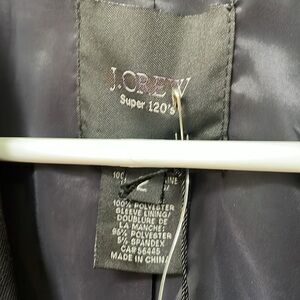 J.CREW
Super 120's
100
2
100% POLYESTER
SLEEVE LINING/
DOUBLURE DE
LA MANCHE:
95% POLYESTER
5% SPANDEX
CA#56445
MADE IN CHINA